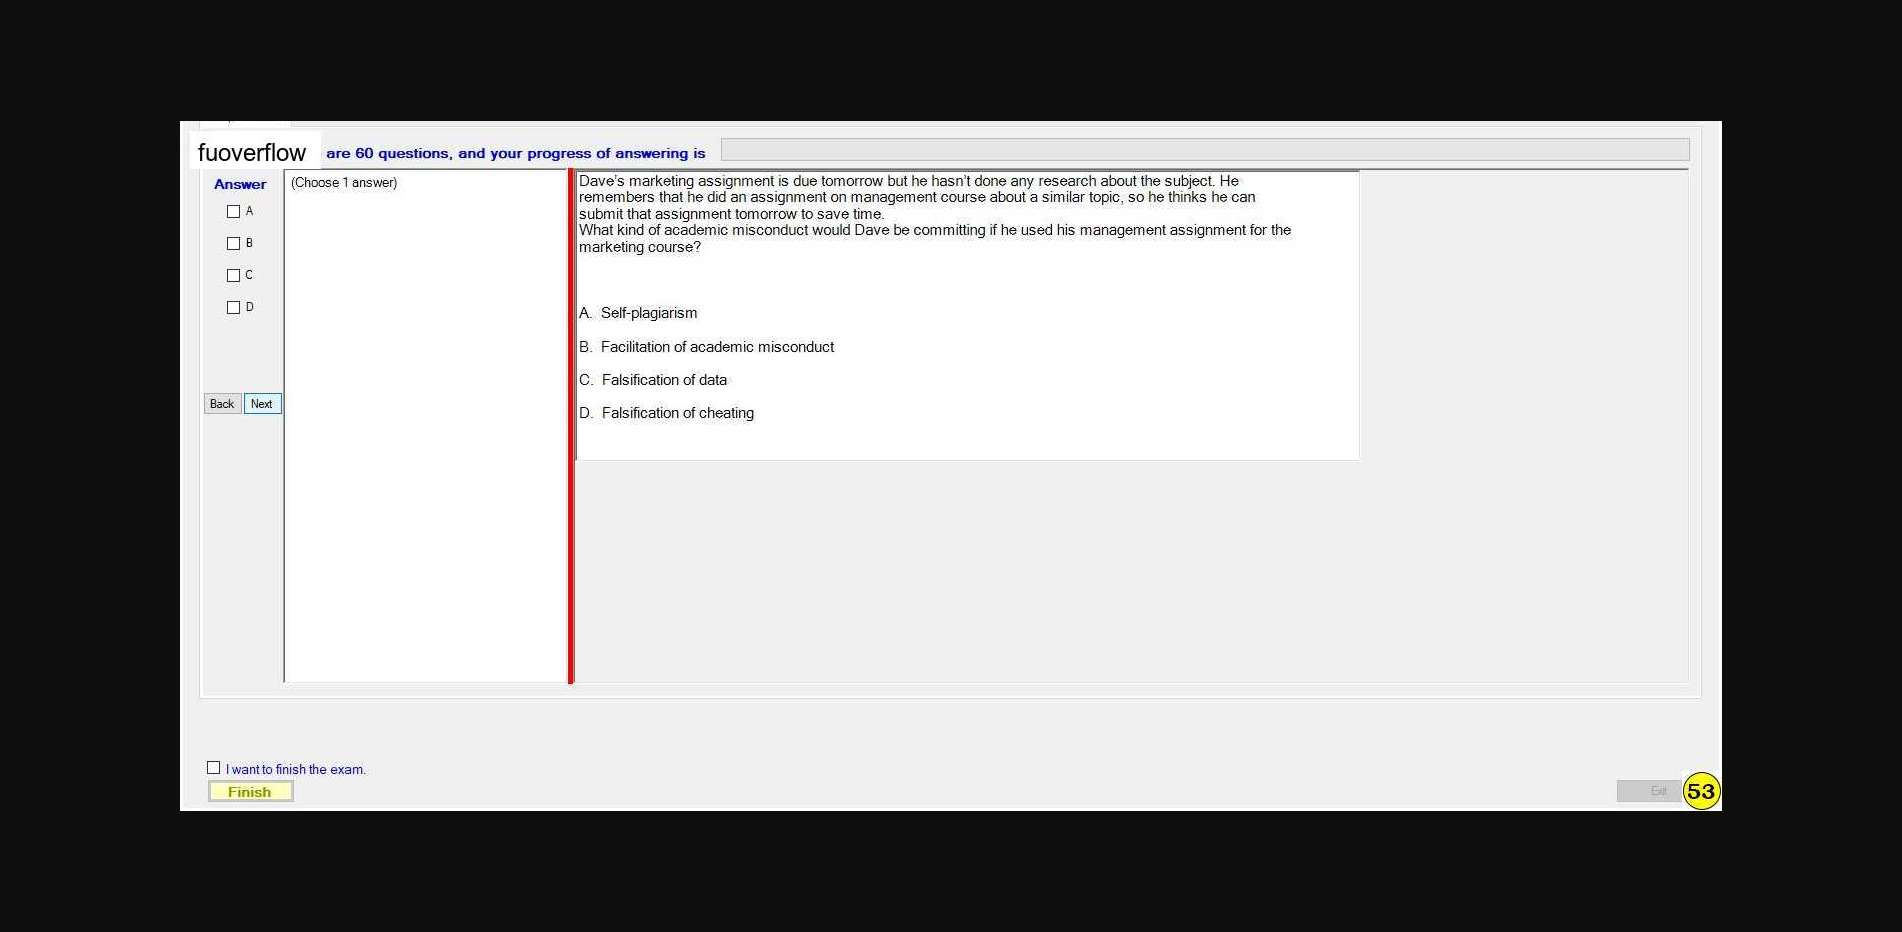 fuoverflow are 60 questions, and your progress of answering is
Answer
(Choose 1 answer)
A
B
C
D
Back Next
Dave's marketing assignment is due tomorrow but he hasn't done any research about the subject. He
remembers that he did an assignment on management course about a similar topic, so he thinks he can
submit that assignment tomorrow to save time.
What kind of academic misconduct would Dave be committing if he used his management assignment for the
marketing course?
A. Self-plagiarism
B. Facilitation of academic misconduct
C. Falsification of data
D. Falsification of cheating
I want to finish the exam.
Finish
Exit
53